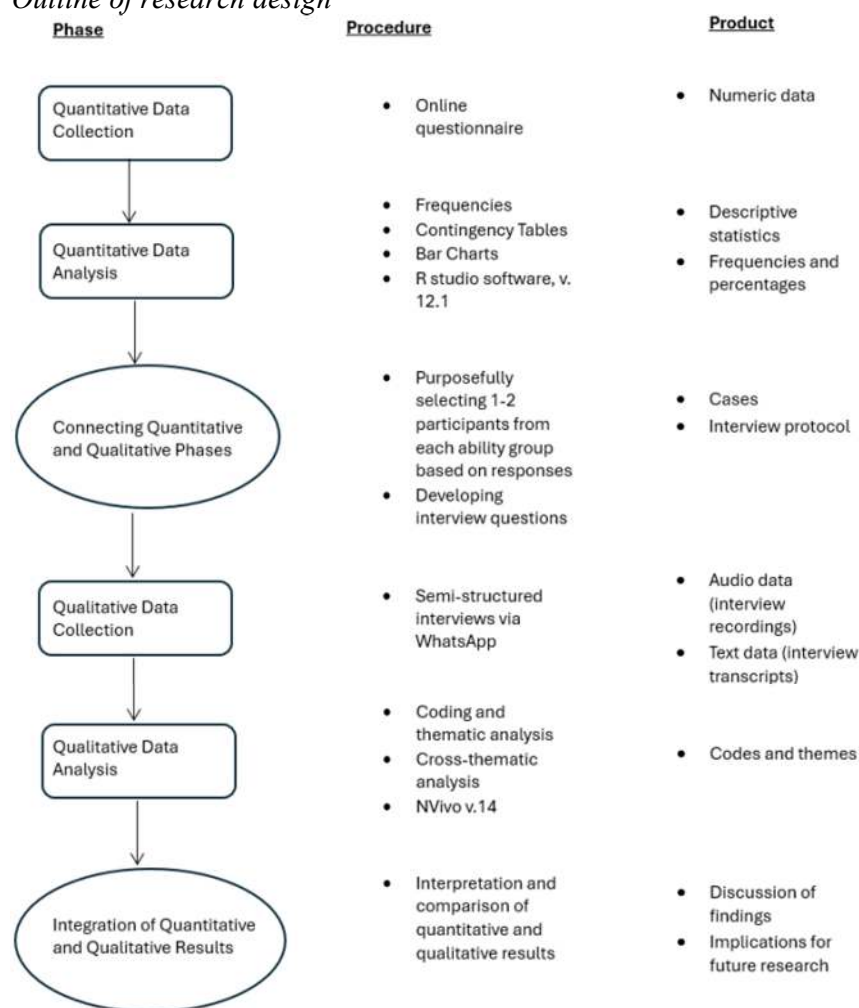 Outline of research design
Phase
Procedure
Product
Quantitative Data
Collection
• Online
questionnaire
• Numeric data
Quantitative Data
Analysis
• Frequencies
• Contingency Tables
• Bar Charts
• R studio software, v.
12.1
• Descriptive
statistics
• Frequencies and
percentages
Connecting Quantitative
and Qualitative Phases
• Purposefully
selecting 1-2
participants from
each ability group
based on responses
• Developing
interview questions
• Cases
• Interview protocol
Qualitative Data
Collection
• Semi-structured
interviews via
WhatsApp
• Audio data
(interview
recordings)
• Text data (interview
transcripts)
Qualitative Data
Analysis
• Coding and
thematic analysis
• Cross-thematic
analysis
• NVivo v.14
• Codes and themes
Integration of Quantitative
and Qualitative Results
• Interpretation and
comparison of
quantitative and
qualitative results
• Discussion of
findings
• Implications for
future research